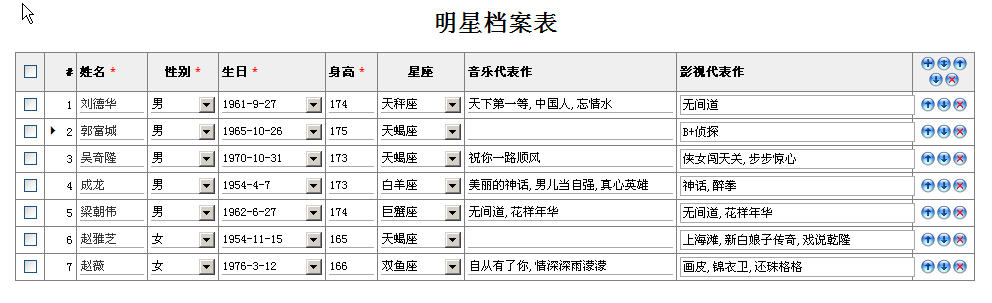 明星档案表
# 姓名 * 性别 * 生日 * 身高 * 星座 音乐代表作 影视代表作
1 刘德华 男 1961-9-27 174 天秤座 天下第一等,中国人,忘情水 无间道
2 郭富城 男 1965-10-26 175 天蝎座 B+侦探
3 吴奇隆 男 1970-10-31 173 天蝎座 祝你一路顺风 侠女闯天关,步步惊心
4 成龙 男 1954-4-7 173 白羊座 美丽的神话,男儿当自强,真心英雄 神话,醉拳
5 梁朝伟 男 1962-6-27 174 巨蟹座 无间道,花祥年华 无间道,花祥年华
6 赵雅芝 女 1954-11-15 165 天蝎座 上海滩,新白娘子传奇,戏说乾隆
7 赵薇 女 1976-3-12 166 双鱼座 自从有了你,情深深雨濛濛 画皮,锦衣卫,还珠格格